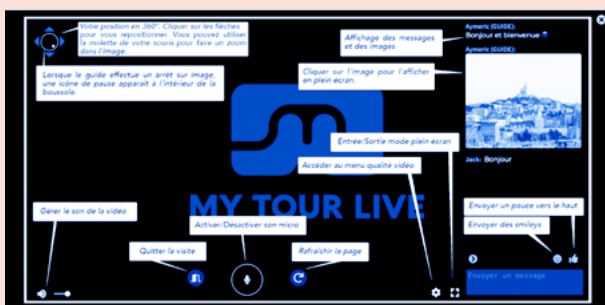 Votre position en 360°. Cliquer sur les flèches
pour vous repositionner. Vous pouvez utiliser
la molette de votre souris pour faire un zoom
dans l'image.
Lorsque le guide effectue un arrêt sur image,
une icône de pause apparaît à l'intérieur de la
boussole.
Affichage des messages
et des images
Aymeric (GUIDE):
Bonjour et bienvenue
Aymeric (GUIDE):
Cliquer sur l'image pour l'afficher
en plein écran.
Jack: Bonjour
Entrée/Sortie mode plein écran
Accéder au menu qualité vidéo
MY TOUR LIVE
Gérer le son de la vidéo
Activer/Désactiver son micro
Quitter la visite
Rafraîchir la page
Envoyer un pouce vers le haut
Envoyer des smileys
Envoyer un message